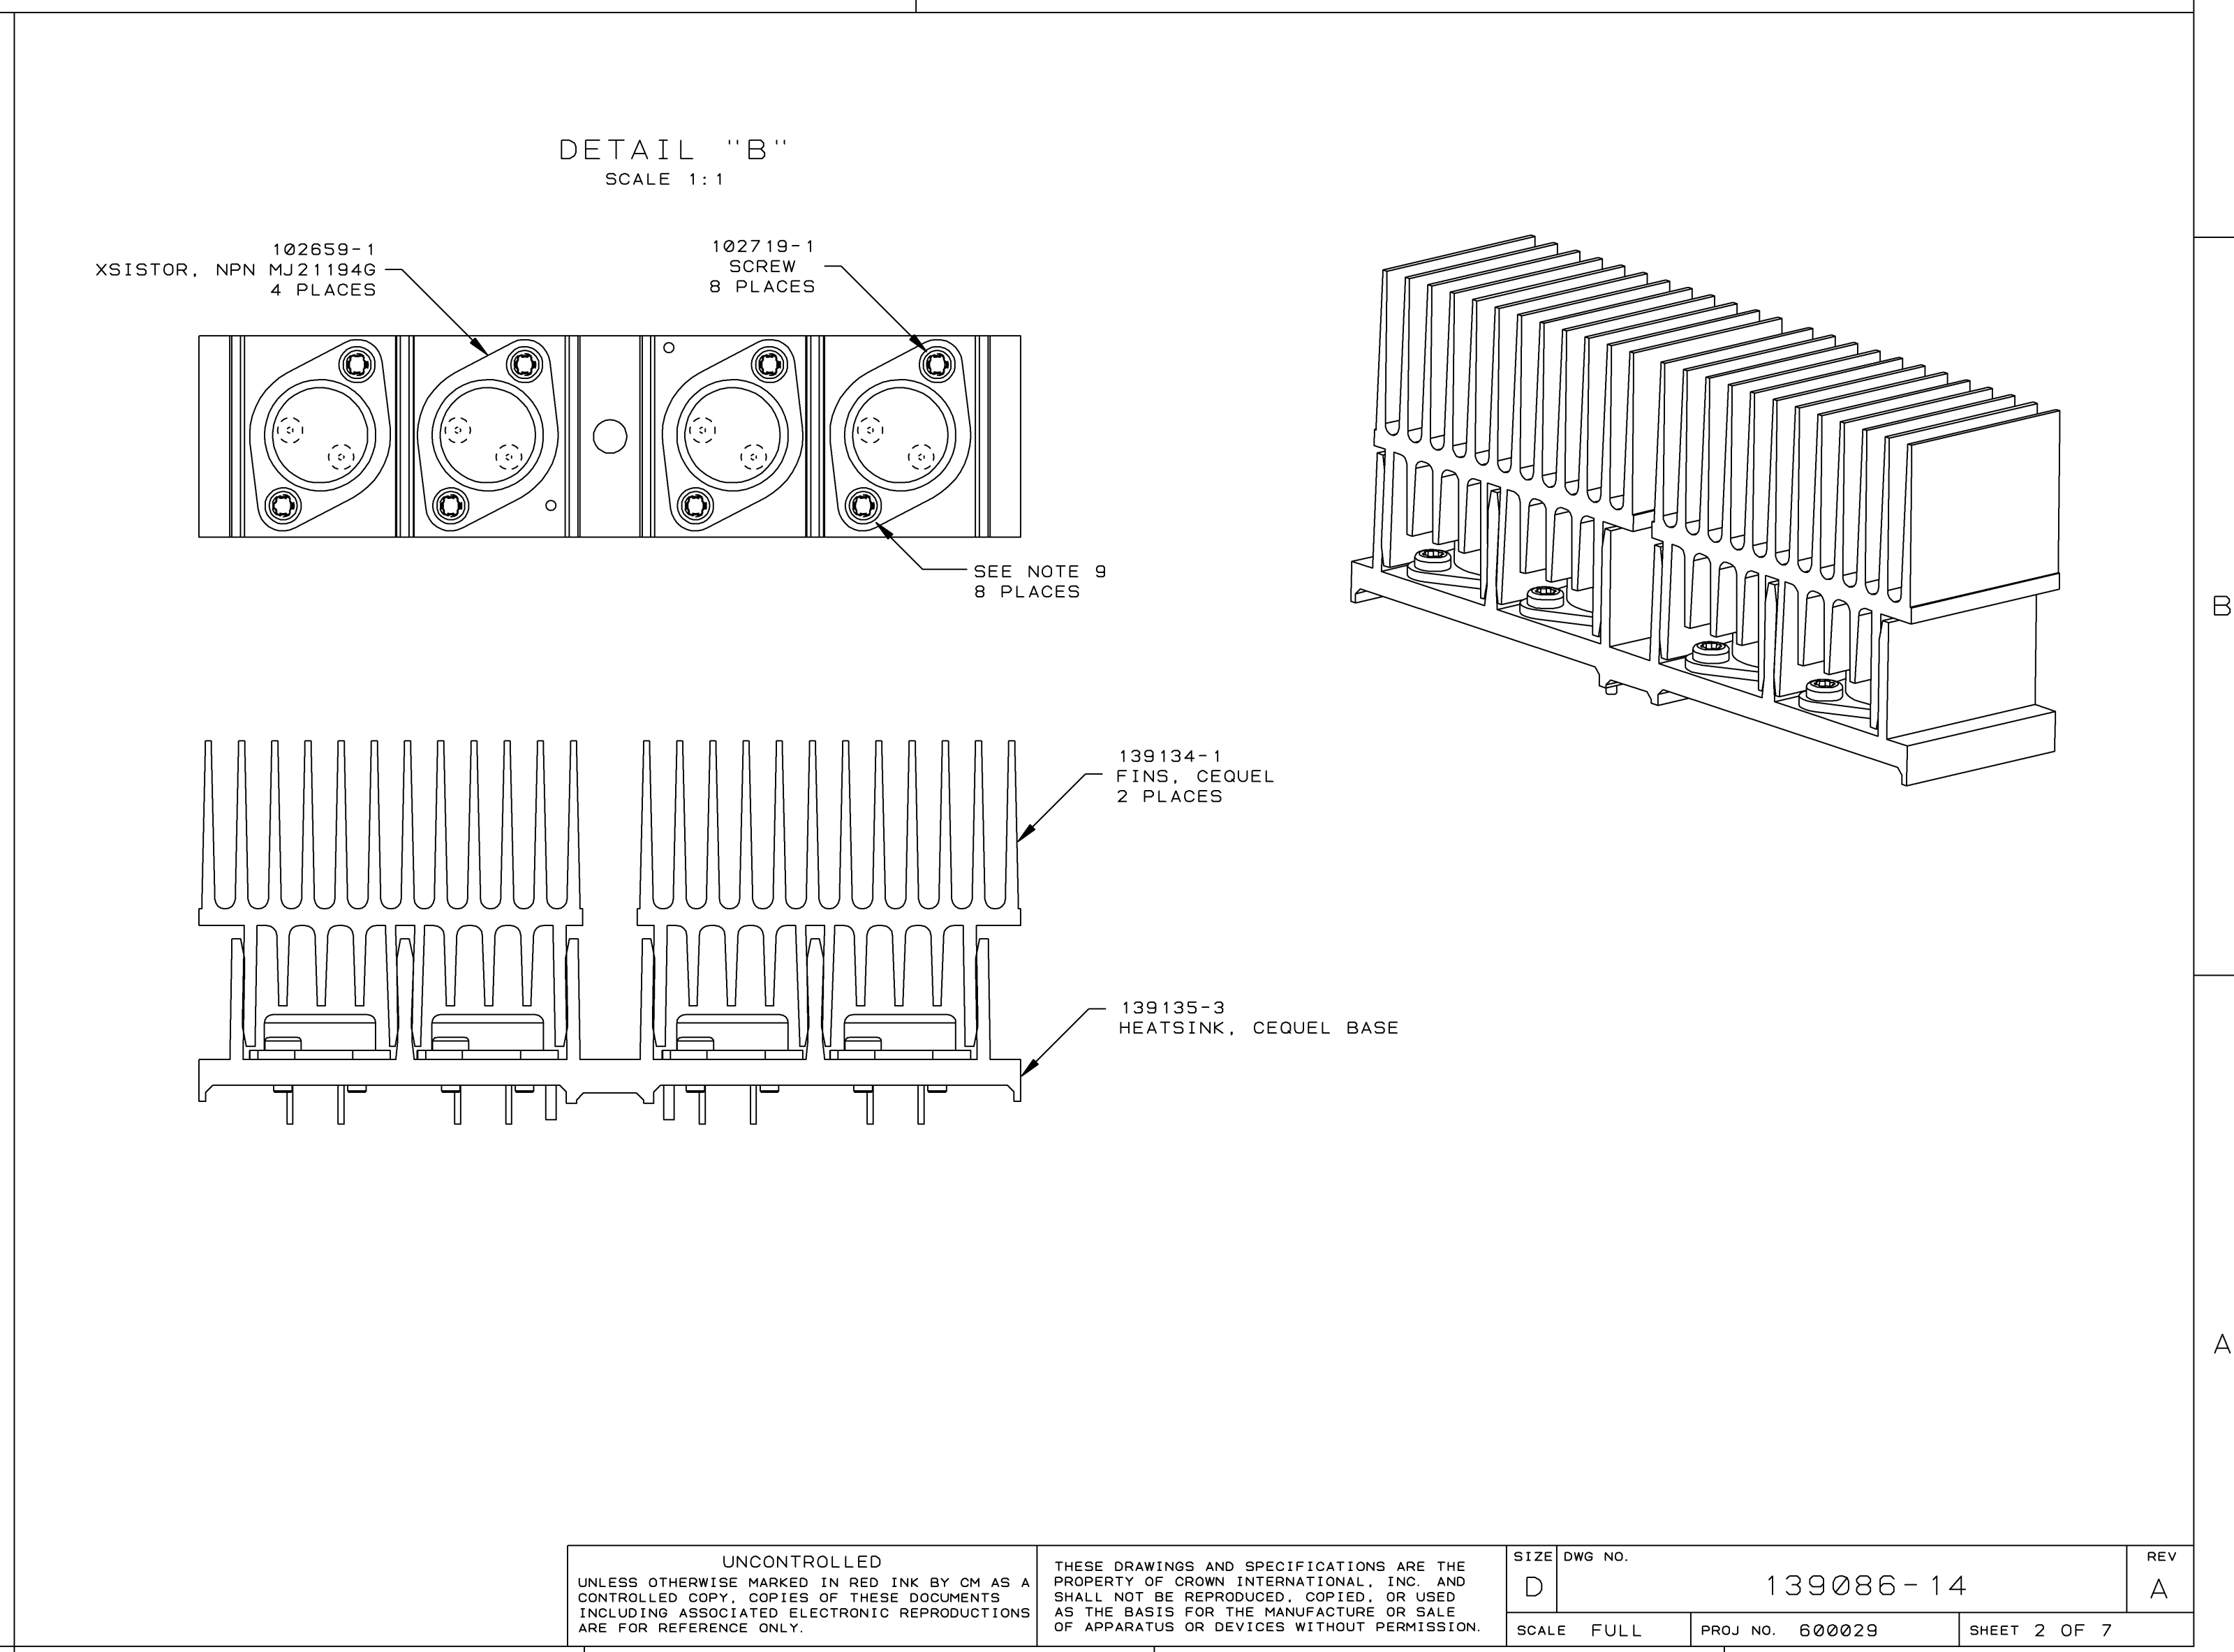 DETAIL "B"
SCALE 1:1
102659-1
XSISTOR, NPN MJ21194G
4 PLACES
102719-1
SCREW
8 PLACES
SEE NOTE 9
8 PLACES
B
139134-1
FINS, CEQUEL
2 PLACES
139135-3
HEATSINK, CEQUEL BASE
A
UNCONTROLLED
UNLESS OTHERWISE MARKED IN RED INK BY CM AS A
CONTROLLED COPY, COPIES OF THESE DOCUMENTS
INCLUDING ASSOCIATED ELECTRONIC REPRODUCTIONS
ARE FOR REFERENCE ONLY.
THESE DRAWINGS AND SPECIFICATIONS ARE THE
PROPERTY OF CROWN INTERNATIONAL, INC. AND
SHALL NOT BE REPRODUCED, COPIED, OR USED
AS THE BASIS FOR THE MANUFACTURE OR SALE
OF APPARATUS OR DEVICES WITHOUT PERMISSION.
SIZE
D
DWG NO.
139086-14
REV
A
SCALE FULL
PROJ NO. 600029
SHEET 2 OF 7